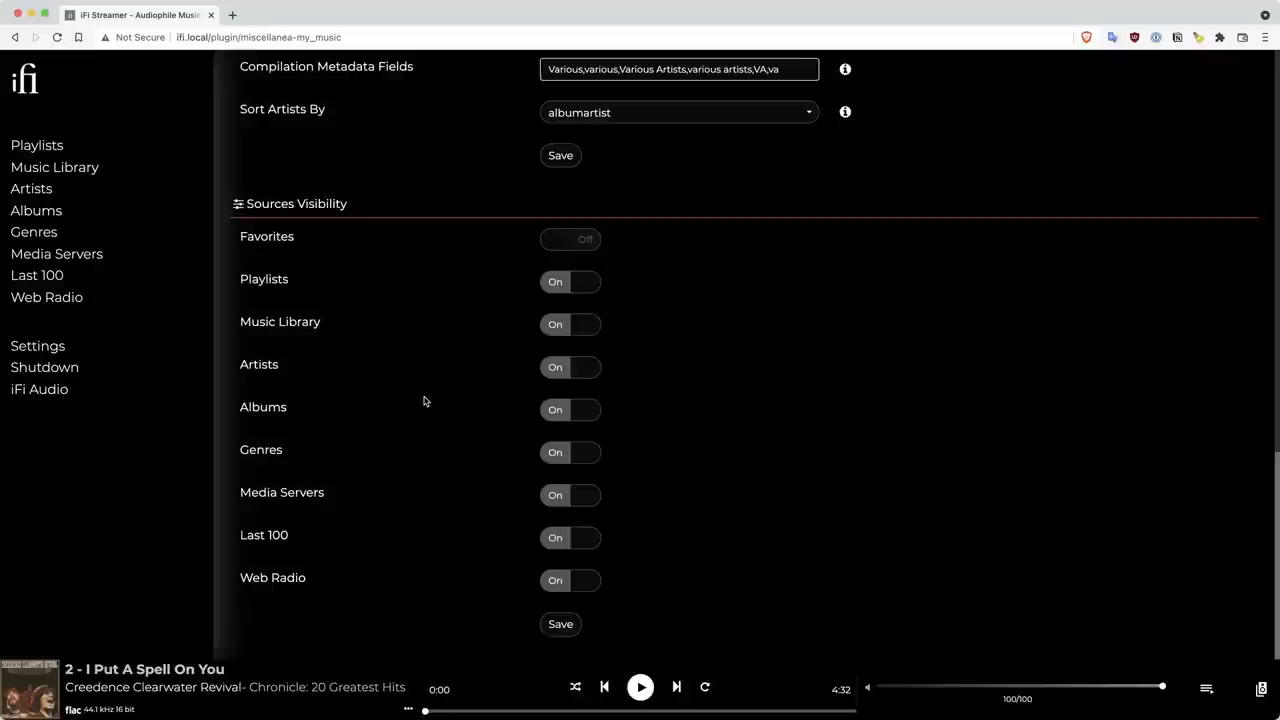 iFi Streamer - Audiophile Music
Not Secure
ifi.local/plugin/miscellanea-my_music
ifi
Playlists
Music Library
Artists
Albums
Genres
Media Servers
Last 100
Web Radio
Settings
Shutdown
iFi Audio
Compilation Metadata Fields
Various,various,Various Artists,various artists,VA,va
Sort Artists By
albumartist
Save
Sources Visibility
Favorites
Off
Playlists
On
Music Library
On
Artists
On
Albums
On
Genres
On
Media Servers
On
Last 100
On
Web Radio
On
Save
2 - I Put A Spell On You
Creedence Clearwater Revival- Chronicle: 20 Greatest Hits
flac 44.1 kHz 16 bit
0:00
4:32
100/100